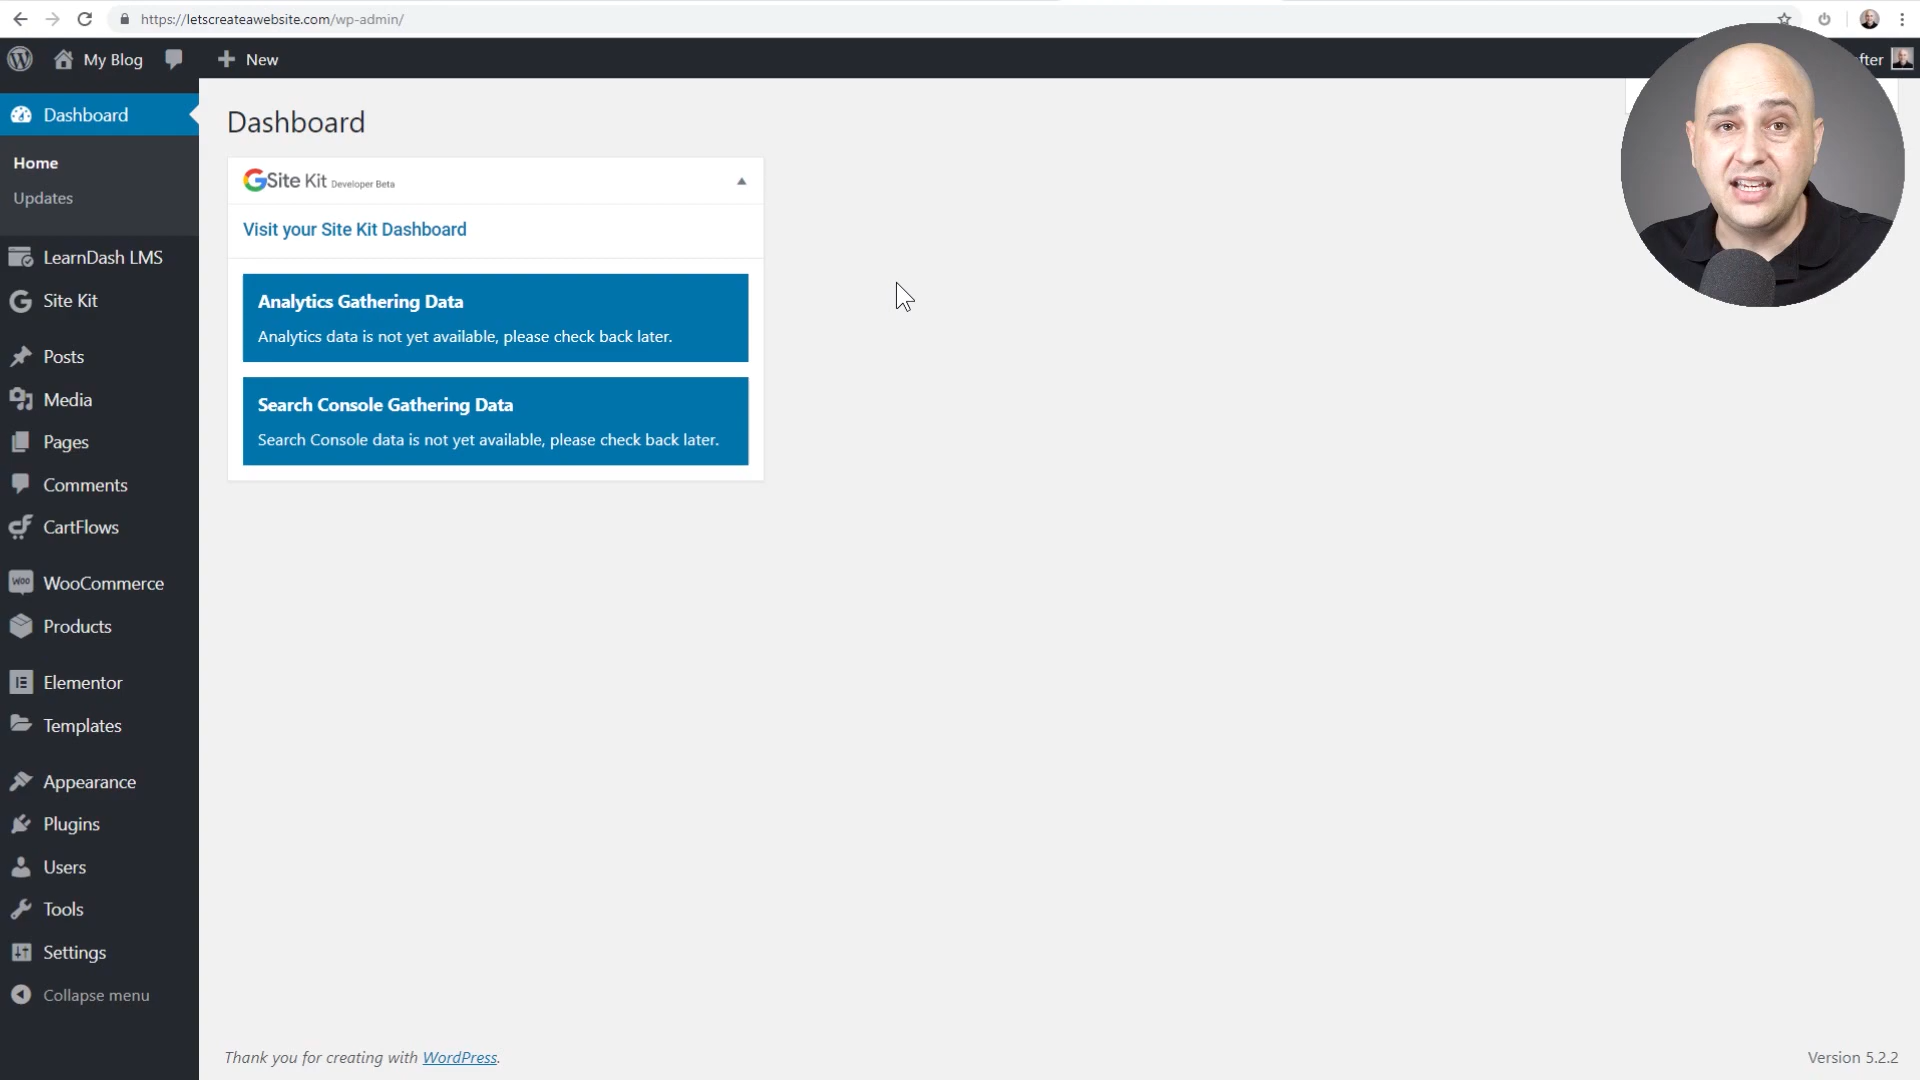 https://letscreateawebsite.com/wp-admin/
My Blog
New
fter
Dashboard
Home
Updates
LearnDash LMS
Site Kit
Posts
Media
Pages
Comments
CartFlows
WooCommerce
Products
Elementor
Templates
Appearance
Plugins
Users
Tools
Settings
Collapse menu
Dashboard
Site Kit Developer Beta
Visit your Site Kit Dashboard
Analytics Gathering Data
Analytics data is not yet available, please check back later.
Search Console Gathering Data
Search Console data is not yet available, please check back later.
Thank you for creating with WordPress.
Version 5.2.2